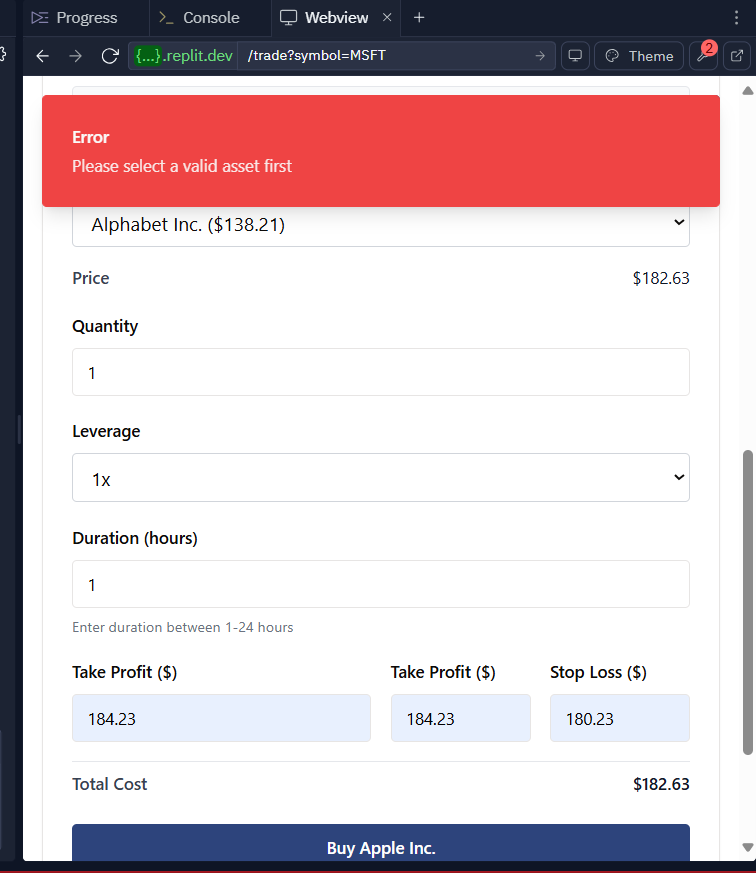 Progress
Console
Webview
{...}.replit.dev
/trade?symbol=MSFT
Theme
2
Error
Please select a valid asset first
Alphabet Inc. ($138.21)
Price $182.63
Quantity
1
Leverage
1x
Duration (hours)
1
Enter duration between 1-24 hours
Take Profit ($) Take Profit ($) Stop Loss ($)
184.23 184.23 180.23
Total Cost $182.63
Buy Apple Inc.